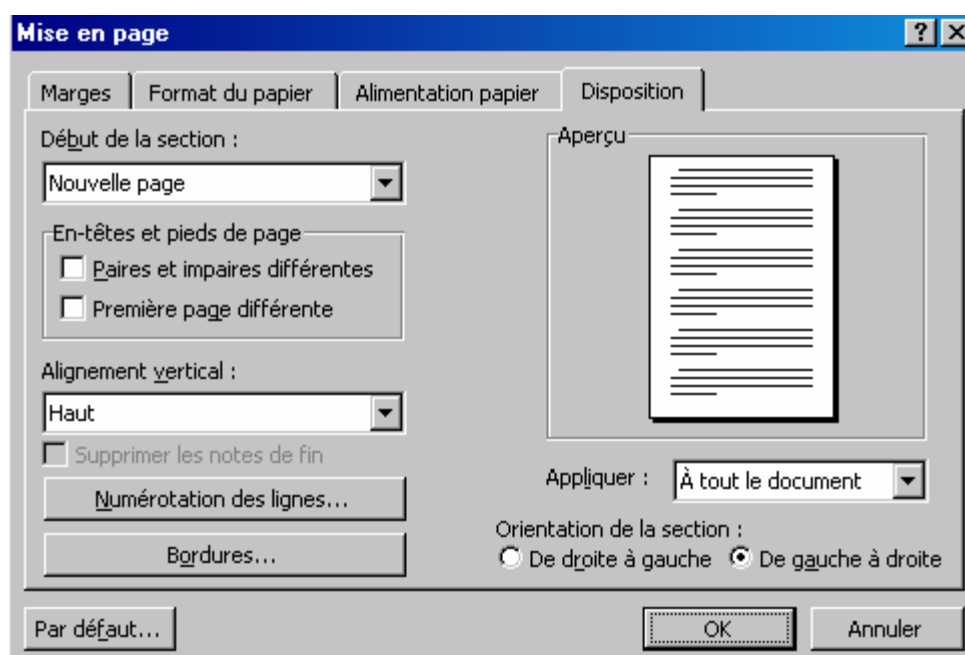 Mise en page
Marges
Format du papier
Alimentation papier
Disposition
Début de la section :
Nouvelle page
En-têtes et pieds de page
Paires et impaires différentes
Première page différente
Alignement vertical :
Haut
Supprimer les notes de fin
Numérotation des lignes...
Bordures...
Aperçu
Appliquer :
À tout le document
Orientation de la section :
De droite à gauche
De gauche à droite
Par défaut...
OK
Annuler